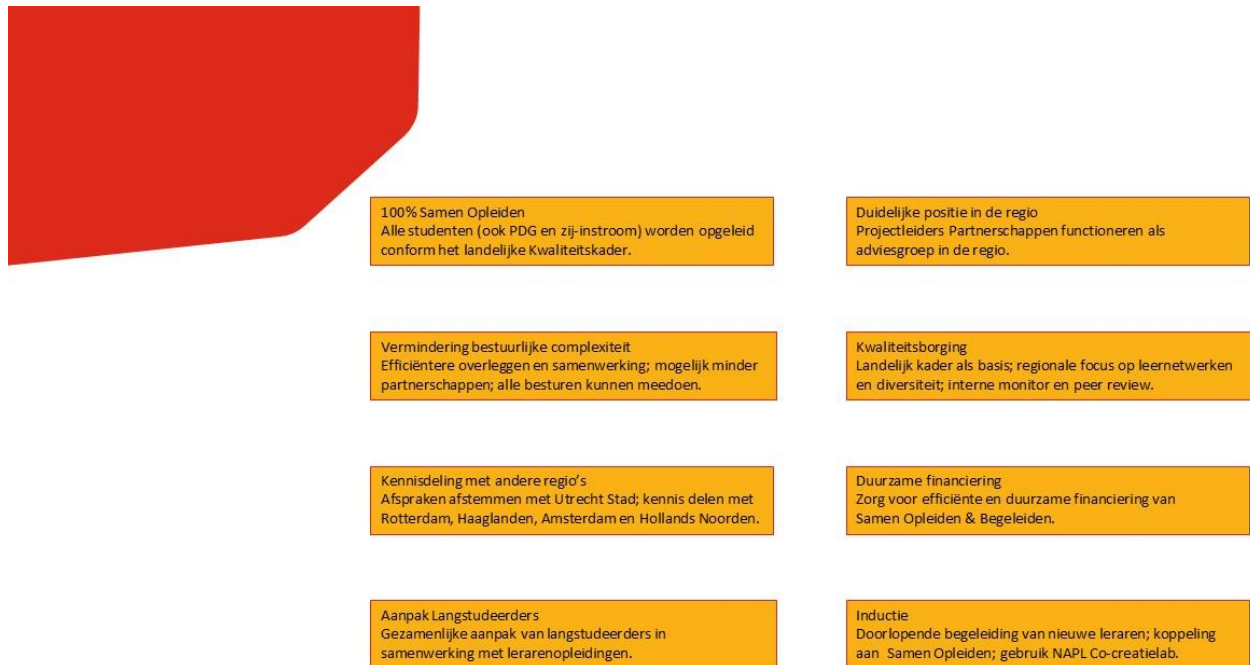 100% Samen Opleiden
Alle studenten (ook PDG en zij-instroom) worden opgeleid
conform het landelijke Kwaliteitskader.
Duidelijke positie in de regio
Projectleiders Partnerschappen functioneren als
adviesgroep in de regio.
Vermindering bestuurlijke complexiteit
Efficiëntere overleggen en samenwerking; mogelijk minder
partnerschappen; alle besturen kunnen meedoen.
Kwaliteitsborging
Landelijk kader als basis; regionale focus op leernetwerken
en diversiteit; interne monitor en peer review.
Kennisdeling met andere regio's
Afspraken afstemmen met Utrecht Stad; kennis delen met
Rotterdam, Haaglanden, Amsterdam en Hollands Noorden.
Duurzame financiering
Zorg voor efficiënte en duurzame financiering van
Samen Opleiden & Begeleiden.
Aanpak Langstudeerders
Gezamenlijke aanpak van langstudeerders in
samenwerking met lerarenopleidingen.
Inductie
Doorlopende begeleiding van nieuwe leraren; koppeling
aan Samen Opleiden; gebruik NAPL Co-creatielab.